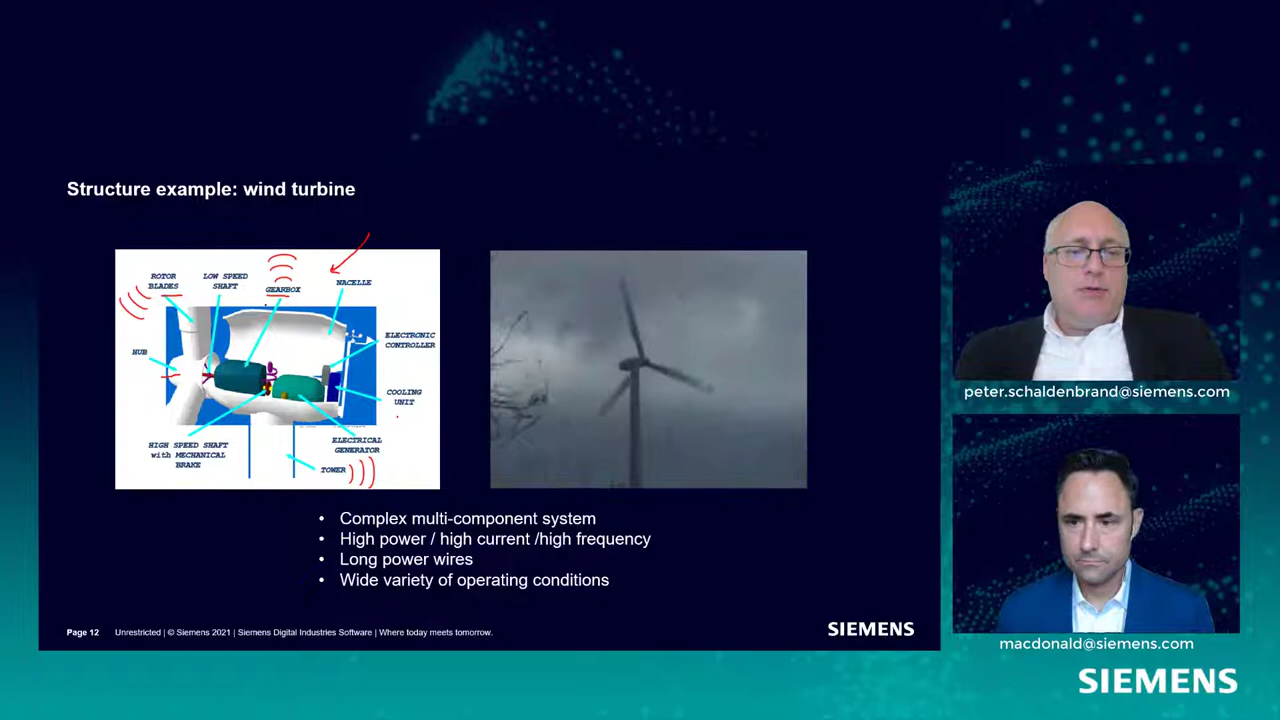 Structure example: wind turbine
ROTOR
BLADES
LOW SPEED
SHAFT
GEARBOX
NACELLE
ELECTRONIC
CONTROLLER
HUB
COOLING
UNIT
HIGH SPEED SHAFT
with MECHANICAL
BRAKE
ELECTRICAL
GENERATOR
TOWER
• Complex multi-component system
• High power / high current /high frequency
• Long power wires
• Wide variety of operating conditions
Page 12 Unrestricted | © Siemens 2021 | Siemens Digital Industries Software | Where today meets tomorrow.
SIEMENS
peter.schaldenbrand@siemens.com
macdonald@siemens.com
SIEMENS